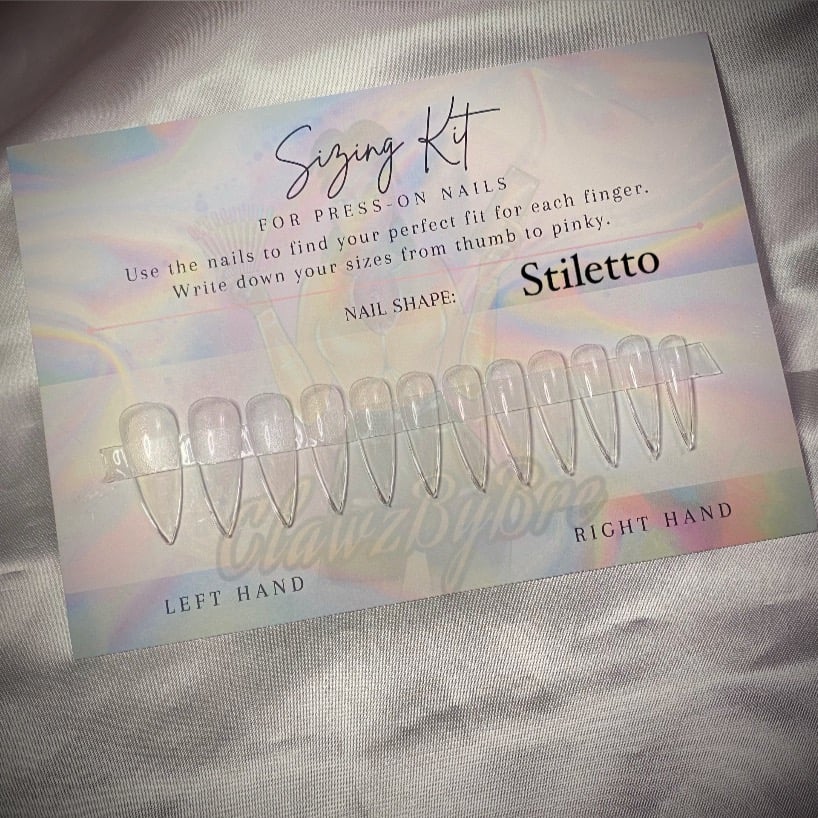 Sizing Kit
FOR PRESS-ON NAILS
Use the nails to find your perfect fit for each finger.
Write down your sizes from thumb to pinky.
NAIL SHAPE: Stiletto
ClawzByBre
LEFT HAND
RIGHT HAND